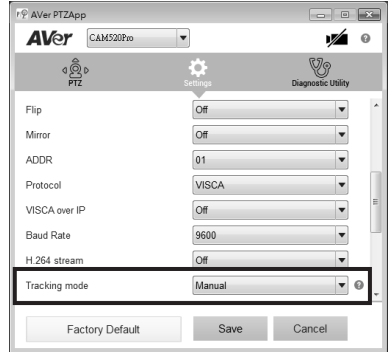 AVer PTZApp
AVer CAM520Pro
PTZ Settings Diagnostic Utility
Flip Off
Mirror Off
ADDR 01
Protocol VISCA
VISCA over IP Off
Baud Rate 9600
H.264 stream Off
Tracking mode Manual
Factory Default Save Cancel